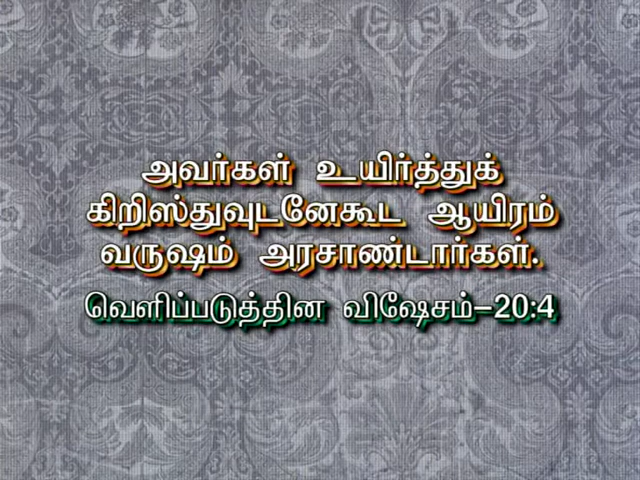 அவர்கள் உயிர்த்துக்
கிறிஸ்துவுடனேகூட ஆயிரம்
வருஷம் அரசாண்டார்கள்.
வெளிப்படுத்தின விஷேசம்–20:4